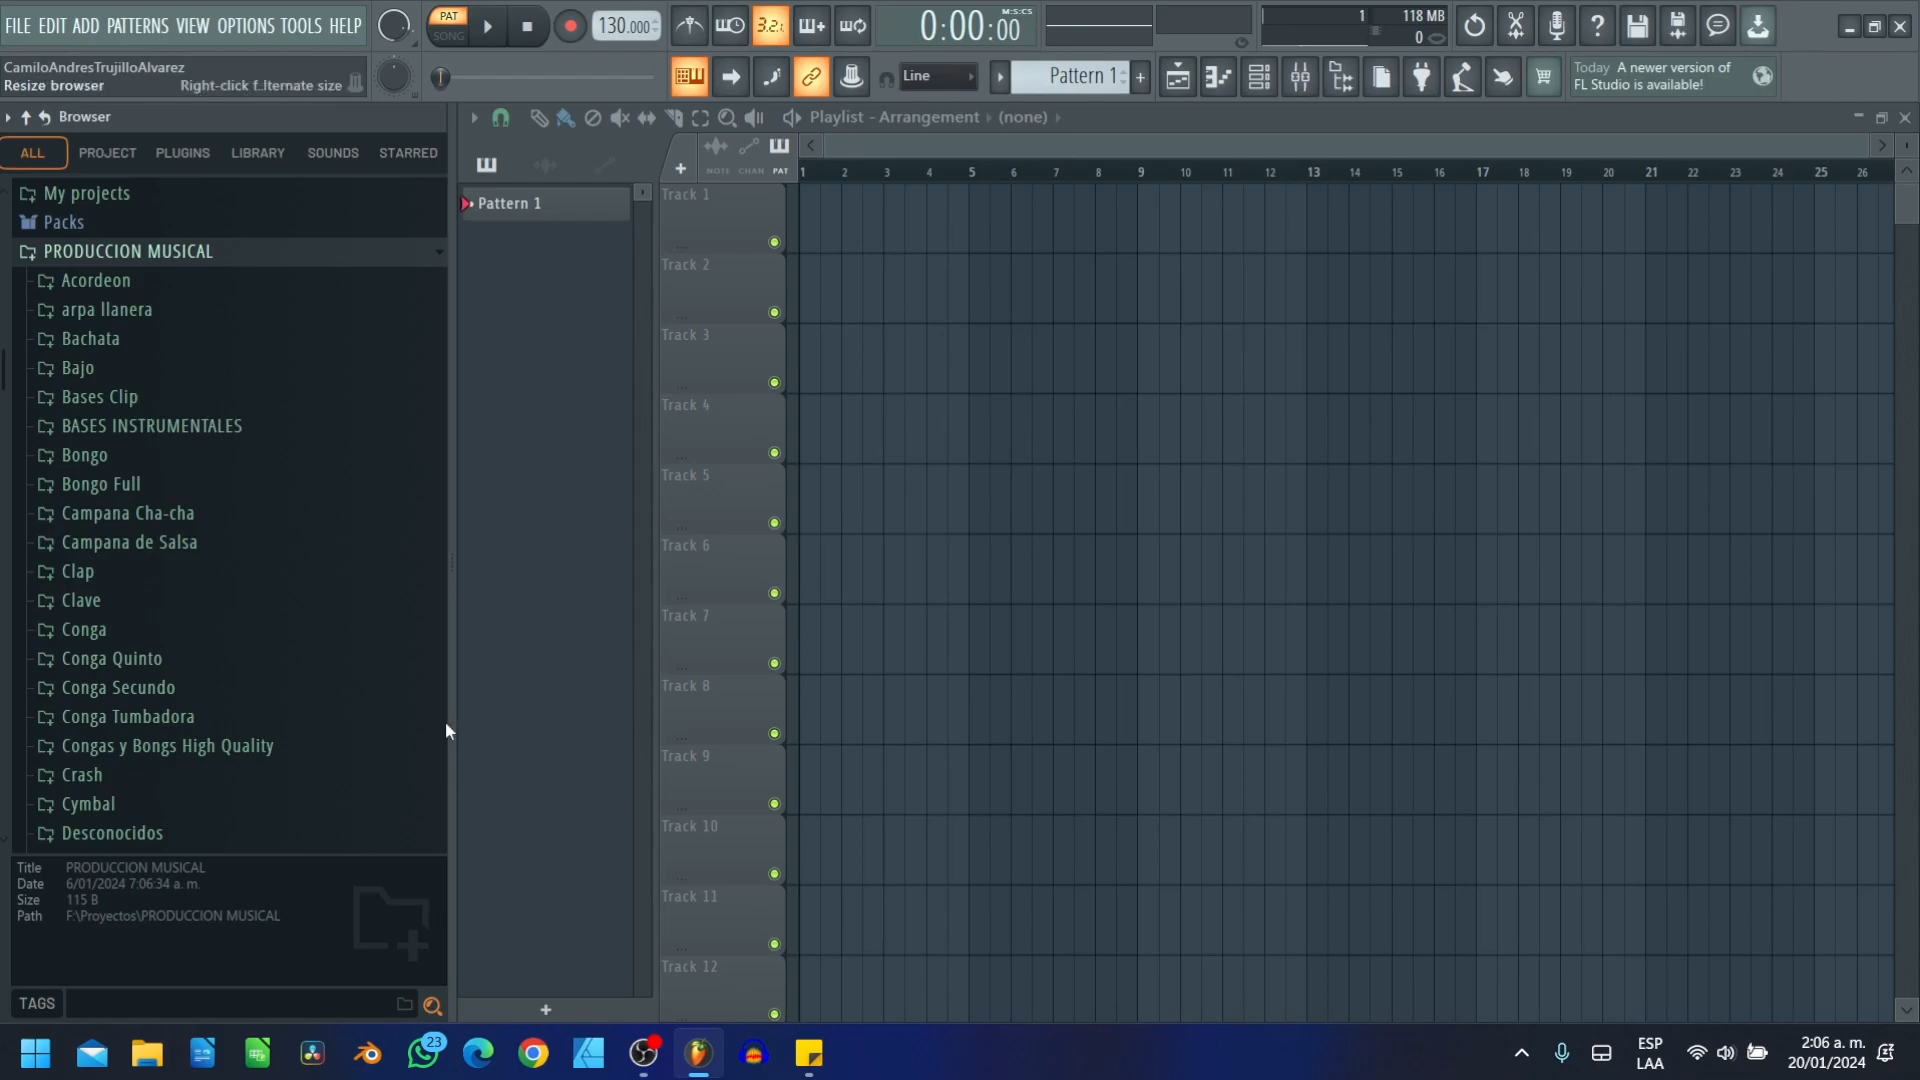 FILE EDIT ADD PATTERNS VIEW OPTIONS TOOLS HELP
PAT
SONG
130.000
3.2
0:00:00
M:S:CS
1
118 MB
0
CamiloAndresTrujilloAlvarez
Resize browser
Right-click f..lternate size
Line
Pattern 1
+
Today A newer version of
FL Studio is available!
Browser
Playlist - Arrangement
(none)
ALL
PROJECT
PLUGINS
LIBRARY
SOUNDS
STARRED
NOTE CHAN PAT
1 2 3 4 5 6 7 8 9 10 11 12 13 14 15 16 17 18 19 20 21 22 23 24 25 26
My projects
Packs
PRODUCCION MUSICAL
Acordeon
arpa llanera
Bachata
Bajo
Bases Clip
BASES INSTRUMENTALES
Bongo
Bongo Full
Campana Cha-cha
Campana de Salsa
Clap
Clave
Conga
Conga Quinto
Conga Secundo
Conga Tumbadora
Congas y Bongs High Quality
Crash
Cymbal
Desconocidos
Pattern 1
Track 1
Track 2
Track 3
Track 4
Track 5
Track 6
Track 7
Track 8
Track 9
Track 10
Track 11
Track 12
Title PRODUCCION MUSICAL
Date 6/01/2024 7:06:34 a. m.
Size 115 B
Path F:\Proyectos\PRODUCCION MUSICAL
TAGS
+
23
ESP
LAA
2:06 a. m.
20/01/2024